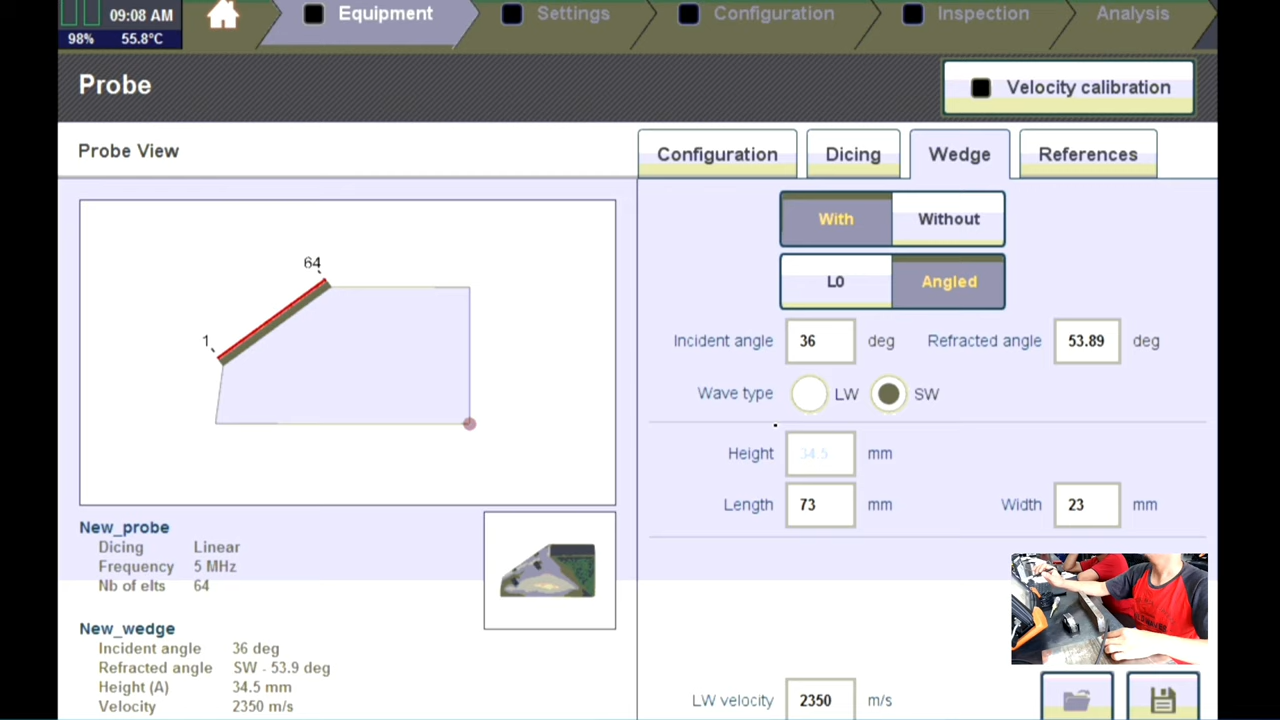 09:08 AM
98% 55.8°C
Equipment Settings Configuration Inspection Analysis
Probe
Velocity calibration
Probe View
Configuration Dicing Wedge References
With Without
L0 Angled
64
1
Incident angle 36 deg Refracted angle 53.89 deg
Wave type LW SW
Height 34.5 mm
Length 73 mm Width 23 mm
New_probe
Dicing Linear
Frequency 5 MHz
Nb of elts 64
New_wedge
Incident angle 36 deg
Refracted angle SW - 53.9 deg
Height (A) 34.5 mm
Velocity 2350 m/s
LW velocity 2350 m/s